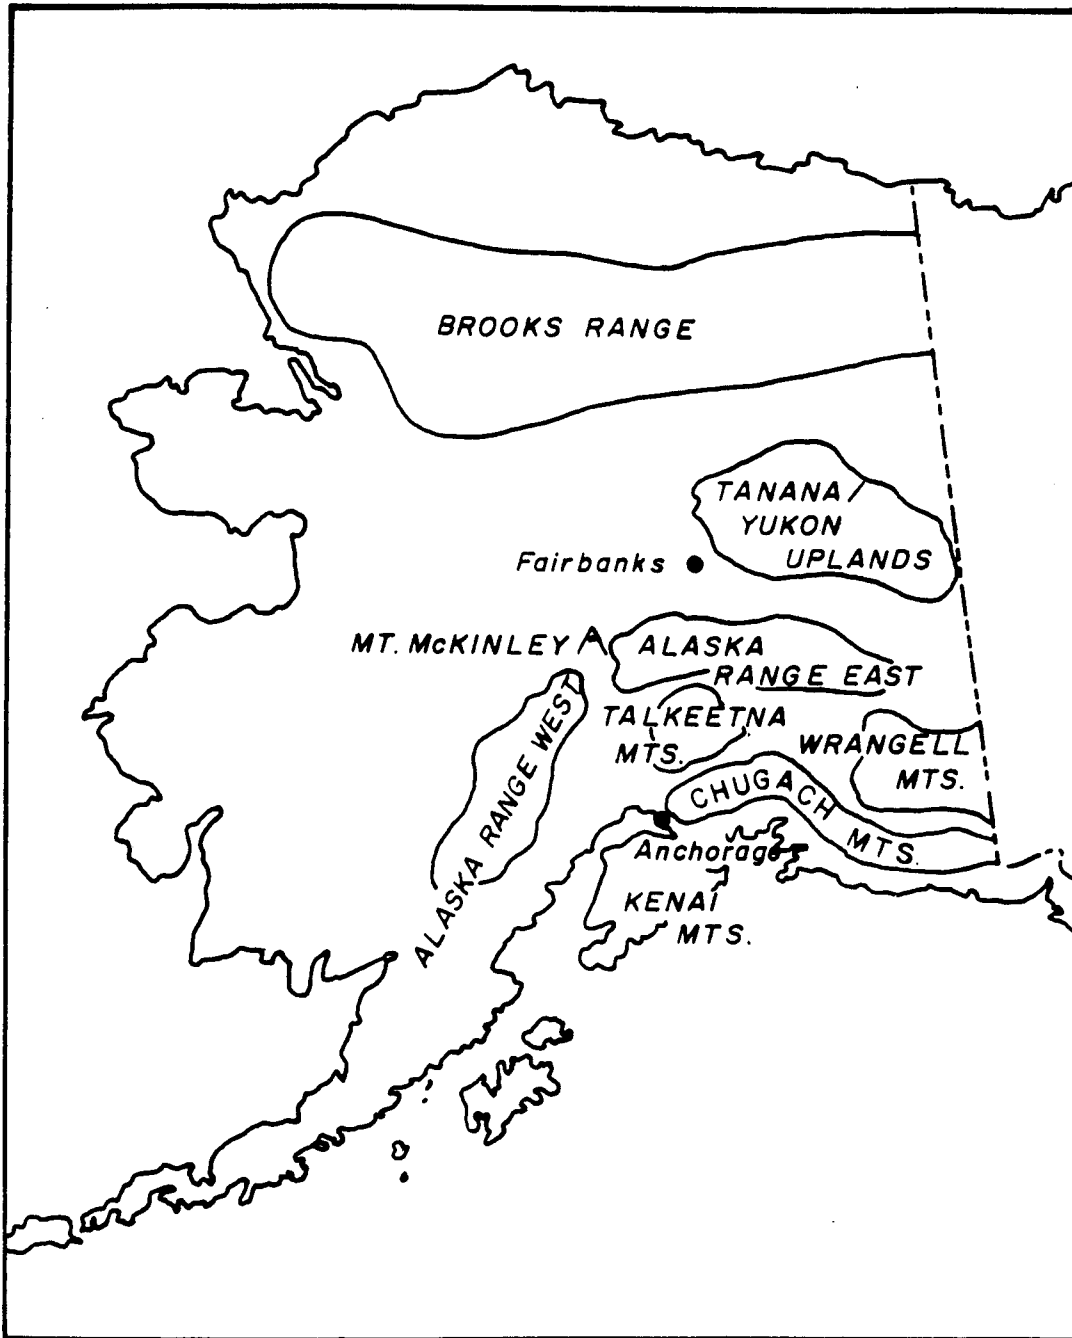 BROOKS RANGE
TANANA
YUKON
UPLANDS
Fairbanks
MT. McKINLEY
ALASKA
RANGE EAST
ALASKA RANGE WEST
TALKEETNA
MTS.
WRANGELL
MTS.
CHUGACH MTS.
Anchorage
KENAI
MTS.